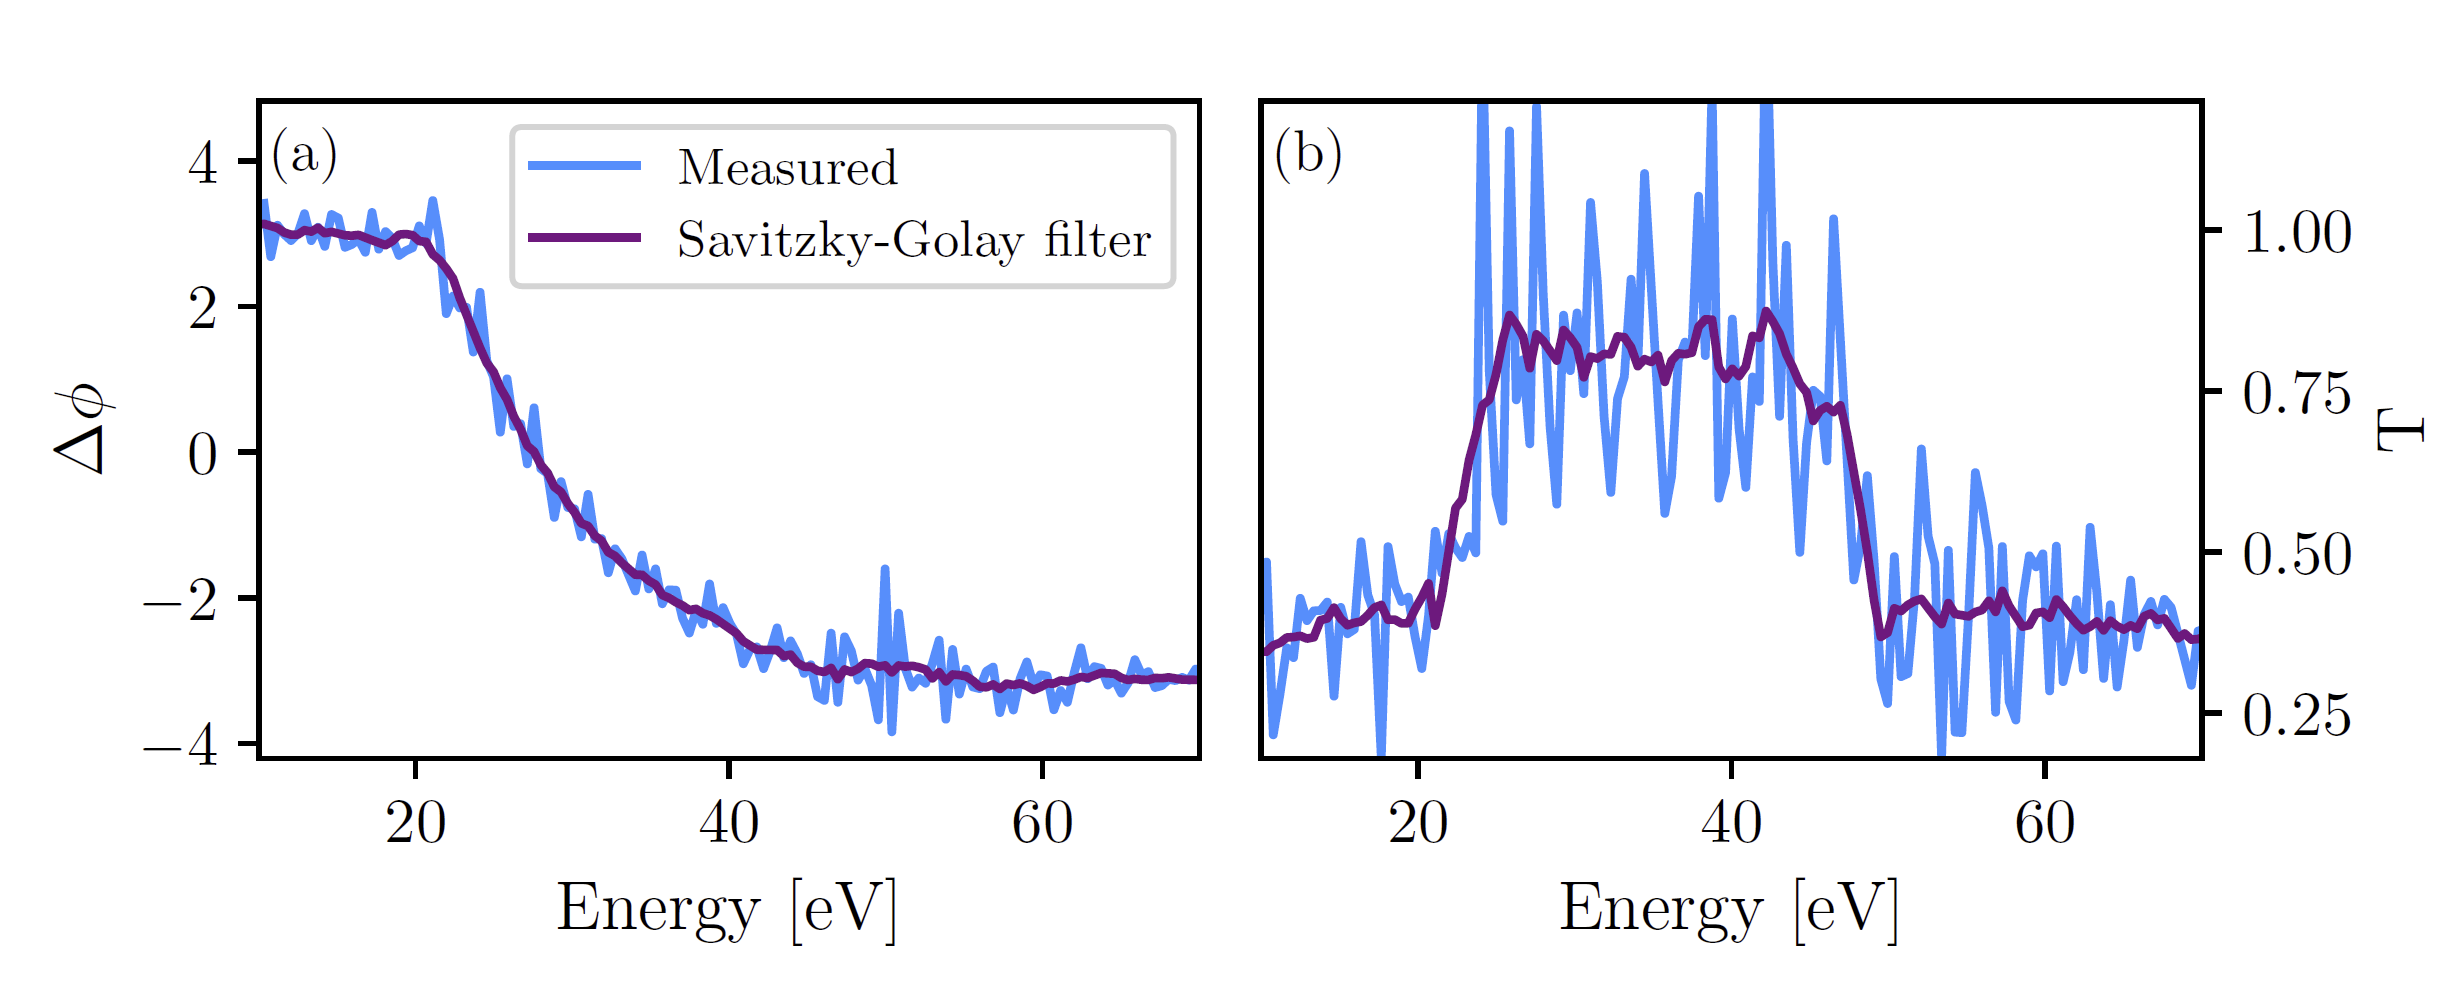 (a)
Measured
Savitzky-Golay filter
4
2
0
−2
−4
Δϕ
20 40 60
Energy [eV]
(b)
1.00
0.75
0.50
0.25
T
20 40 60
Energy [eV]